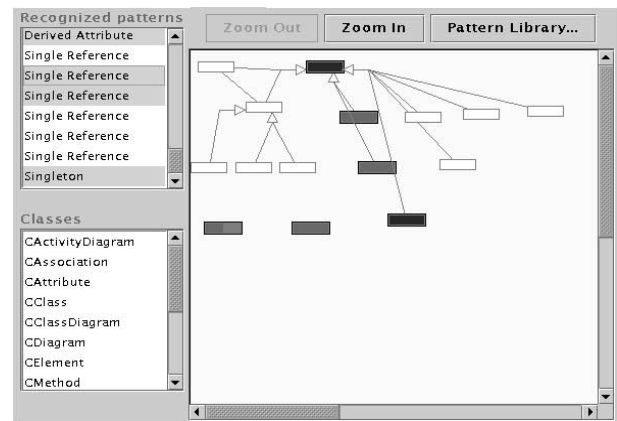 Recognized patterns
Derived Attribute
Single Reference
Single Reference
Single Reference
Single Reference
Single Reference
Single Reference
Singleton
Classes
CActivityDiagram
CAssociation
CAttribute
CClass
CClassDiagram
CDiagram
CElement
CMethod
Zoom Out
Zoom In
Pattern Library...